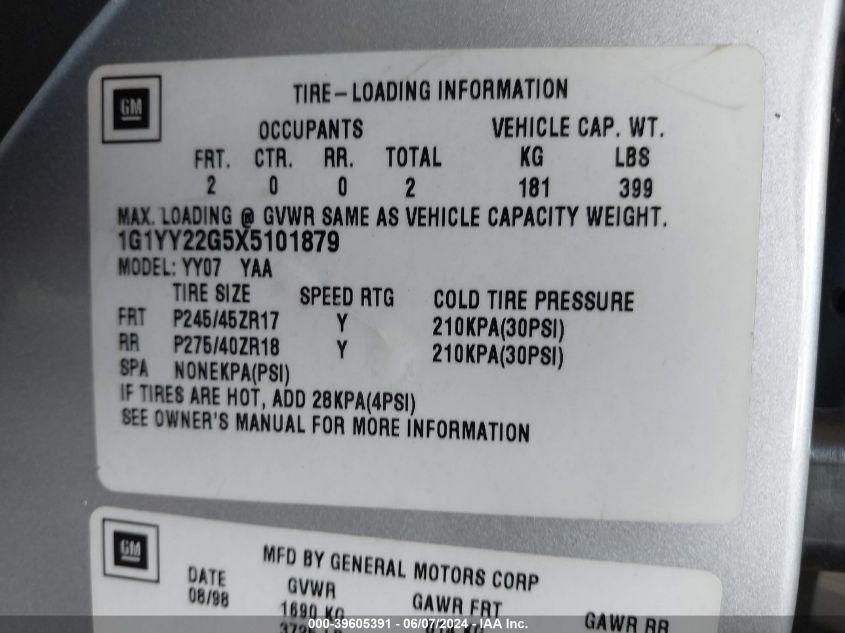 GM
TIRE-LOADING INFORMATION
OCCUPANTS VEHICLE CAP. WT.
FRT. CTR. RR. TOTAL KG LBS
2 0 0 2 181 399
MAX. LOADING @ GVWR SAME AS VEHICLE CAPACITY WEIGHT.
1G1YY22G5X5101879
MODEL: YY07 YAA
TIRE SIZE SPEED RTG COLD TIRE PRESSURE
FRT P245/45ZR17 Y 210KPA(30PSI)
RR P275/40ZR18 Y 210KPA(30PSI)
SPA NONEKPA(PSI)
IF TIRES ARE HOT, ADD 28KPA(4PSI)
SEE OWNER'S MANUAL FOR MORE INFORMATION
GM
MFD BY GENERAL MOTORS CORP
DATE GVWR GAWR FRT GAWR RR
08/98 1690 KG
000-39605391 - 06/07/2024 - IAA Inc.